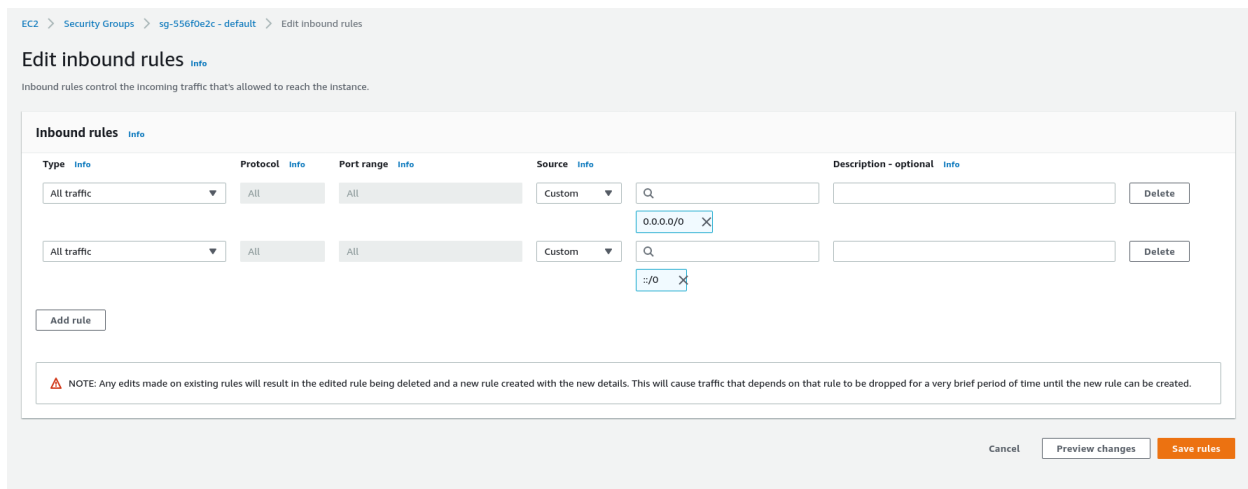 EC2 > Security Groups > sg-556f0e2c - default > Edit inbound rules
Edit inbound rules Info
Inbound rules control the incoming traffic that's allowed to reach the instance.
Inbound rules Info
Type Info Protocol Info Port range Info Source Info Description - optional Info
All traffic All All Custom Delete
0.0.0.0/0
All traffic All All Custom Delete
::/0
Add rule
NOTE: Any edits made on existing rules will result in the edited rule being deleted and a new rule created with the new details. This will cause traffic that depends on that rule to be dropped for a very brief period of time until the new rule can be created.
Cancel Preview changes Save rules